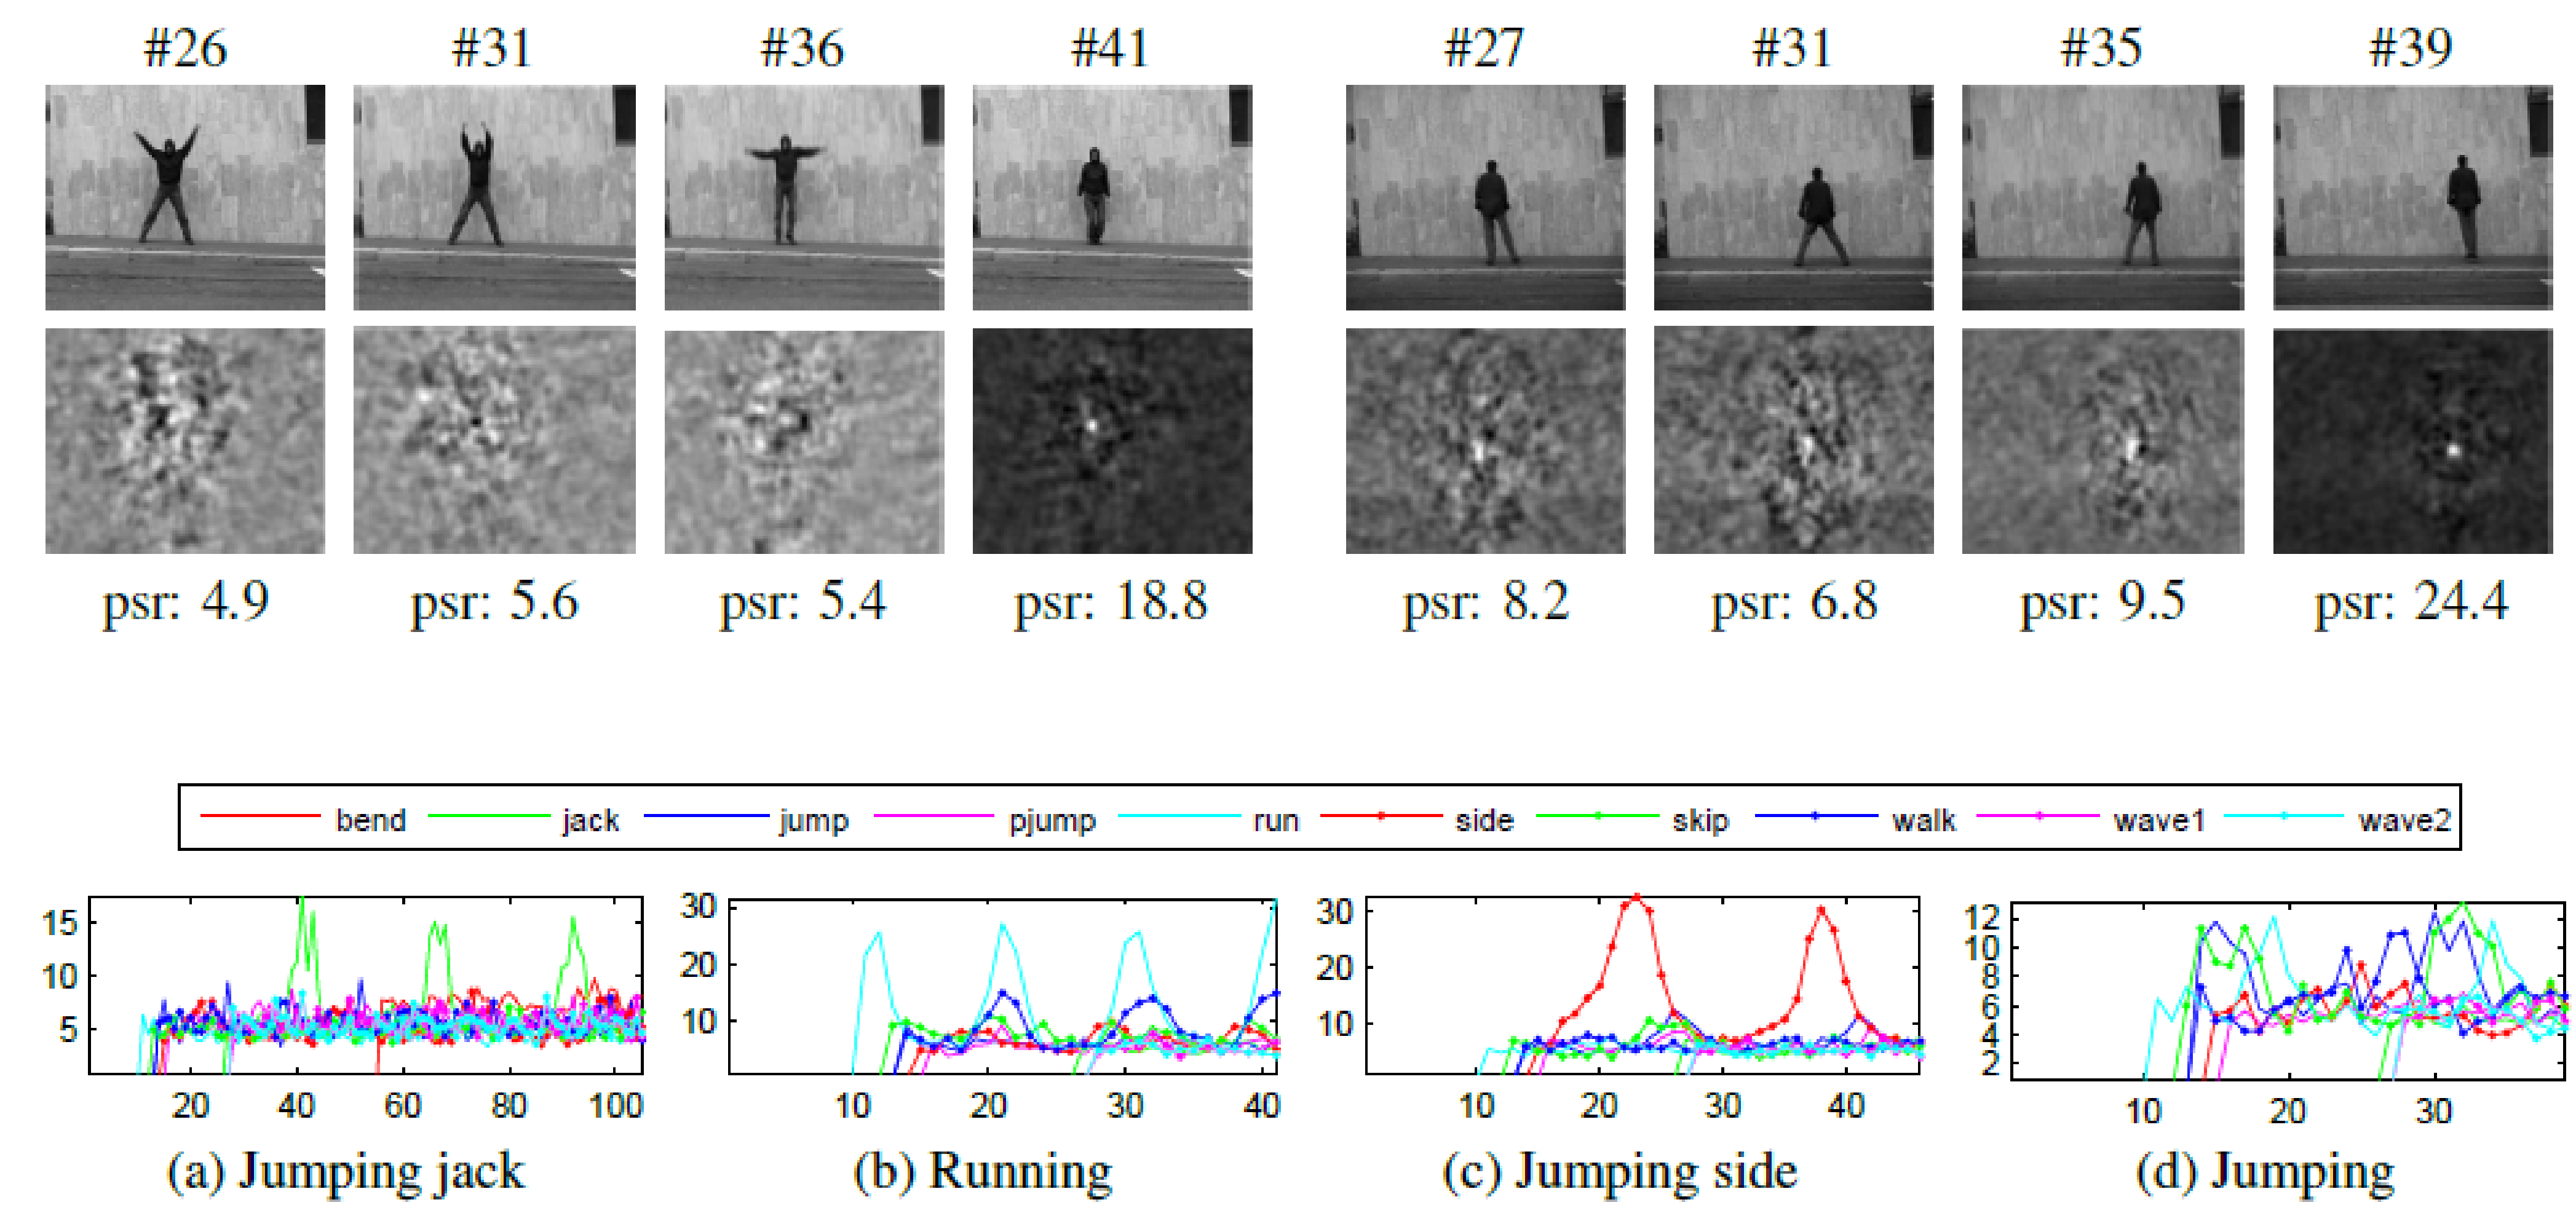 #26 #31 #36 #41 #27 #31 #35 #39
psr: 4.9 psr: 5.6 psr: 5.4 psr: 18.8 psr: 8.2 psr: 6.8 psr: 9.5 psr: 24.4
bend jack jump pjump run side skip walk wave1 wave2
15 10 5
20 40 60 80 100
(a) Jumping jack
30 20 10
10 20 30 40
(b) Running
30 20 10
10 20 30 40
(c) Jumping side
12 10 8 6 4 2
10 20 30
(d) Jumping